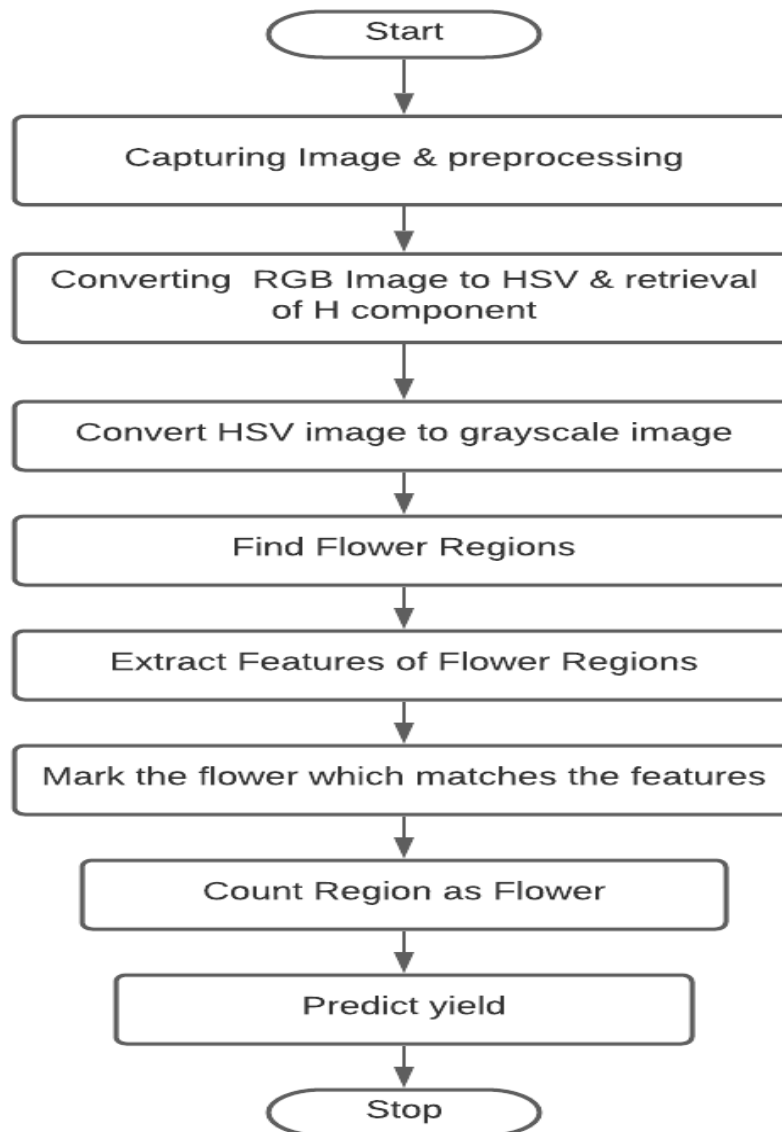 Start
Capturing Image & preprocessing
Converting RGB Image to HSV & retrieval
of H component
Convert HSV image to grayscale image
Find Flower Regions
Extract Features of Flower Regions
Mark the flower which matches the features
Count Region as Flower
Predict yield
Stop